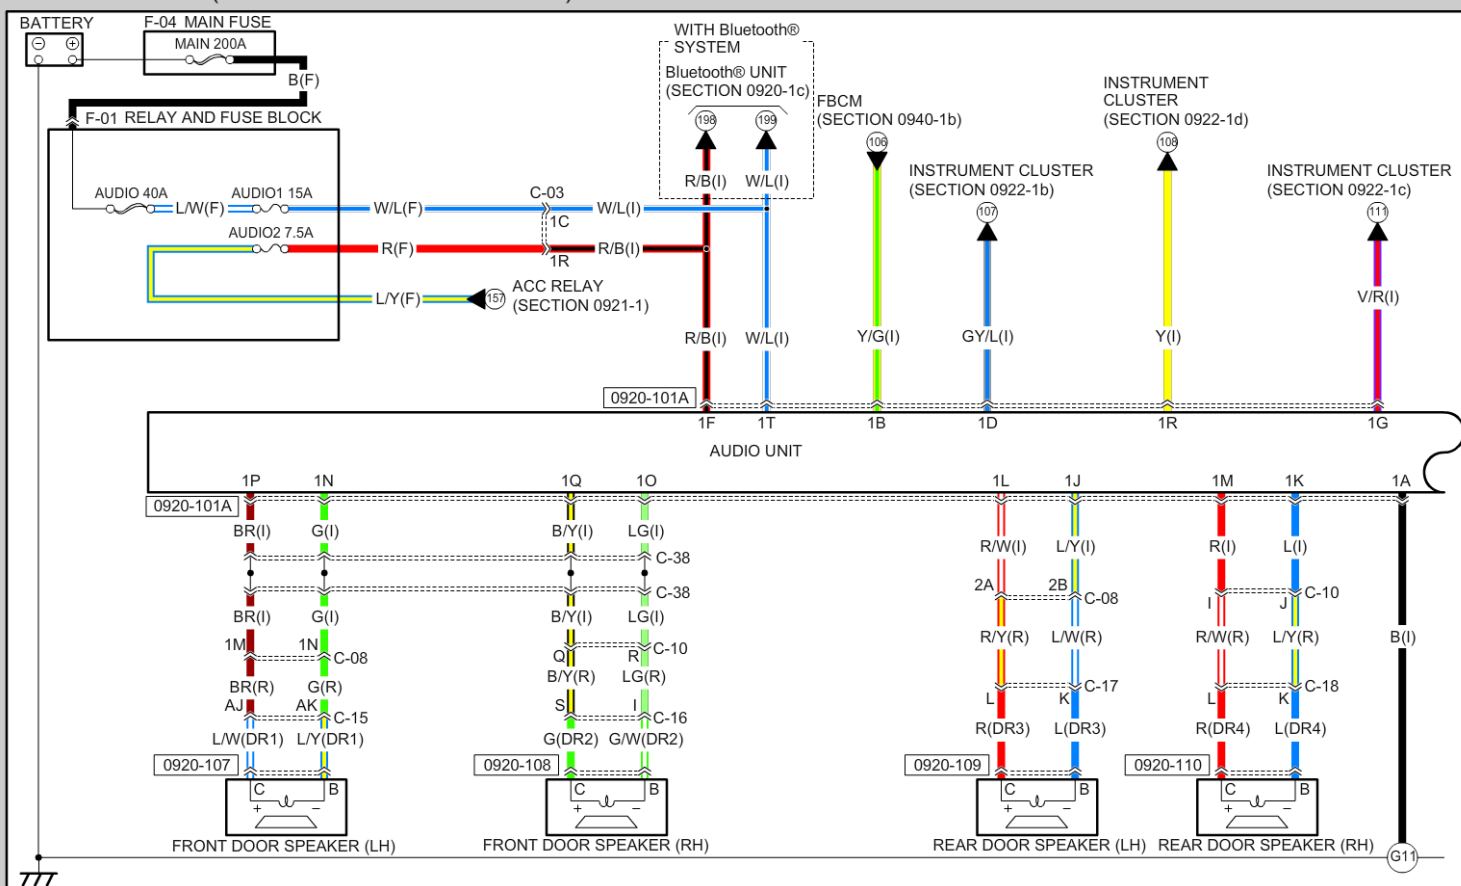 BATTERY
F-04 MAIN FUSE
MAIN 200A
B(F)
F-01 RELAY AND FUSE BLOCK
AUDIO 40A
L/W(F)
AUDIO1 15A
W/L(F)
C-03
1C
W/L(I)
AUDIO2 7.5A
R(F)
1R
R/B(I)
L/Y(F)
157
ACC RELAY
(SECTION 0921-1)
WITH Bluetooth®
SYSTEM
Bluetooth® UNIT
(SECTION 0920-1c)
198
199
R/B(I)
W/L(I)
FBCM
(SECTION 0940-1b)
106
INSTRUMENT CLUSTER
(SECTION 0922-1b)
107
INSTRUMENT
CLUSTER
(SECTION 0922-1d)
108
INSTRUMENT CLUSTER
(SECTION 0922-1c)
111
V/R(I)
R/B(I)
W/L(I)
Y/G(I)
GY/L(I)
Y(I)
0920-101A
1F
1T
1B
1D
1R
1G
AUDIO UNIT
1P
1N
1Q
1O
1L
1J
1M
1K
1A
0920-101A
BR(I)
G(I)
B/Y(I)
LG(I)
R/W(I)
L/Y(I)
R(I)
L(I)
C-38
C-38
2A
2B
C-08
I
J
C-10
BR(I)
G(I)
B/Y(I)
LG(I)
R/Y(R)
L/W(R)
R/W(R)
L/Y(R)
B(I)
1M
1N
C-08
Q
R
C-10
BR(R)
G(R)
B/Y(R)
LG(R)
L
K
C-17
L
K
C-18
AJ
AK
C-15
S
I
C-16
L/W(DR1)
L/Y(DR1)
G(DR2)
G/W(DR2)
R(DR3)
L(DR3)
R(DR4)
L(DR4)
0920-107
0920-108
0920-109
0920-110
C
B
+
−
C
B
+
−
C
B
+
−
C
B
+
−
FRONT DOOR SPEAKER (LH)
FRONT DOOR SPEAKER (RH)
REAR DOOR SPEAKER (LH)
REAR DOOR SPEAKER (RH)
G11